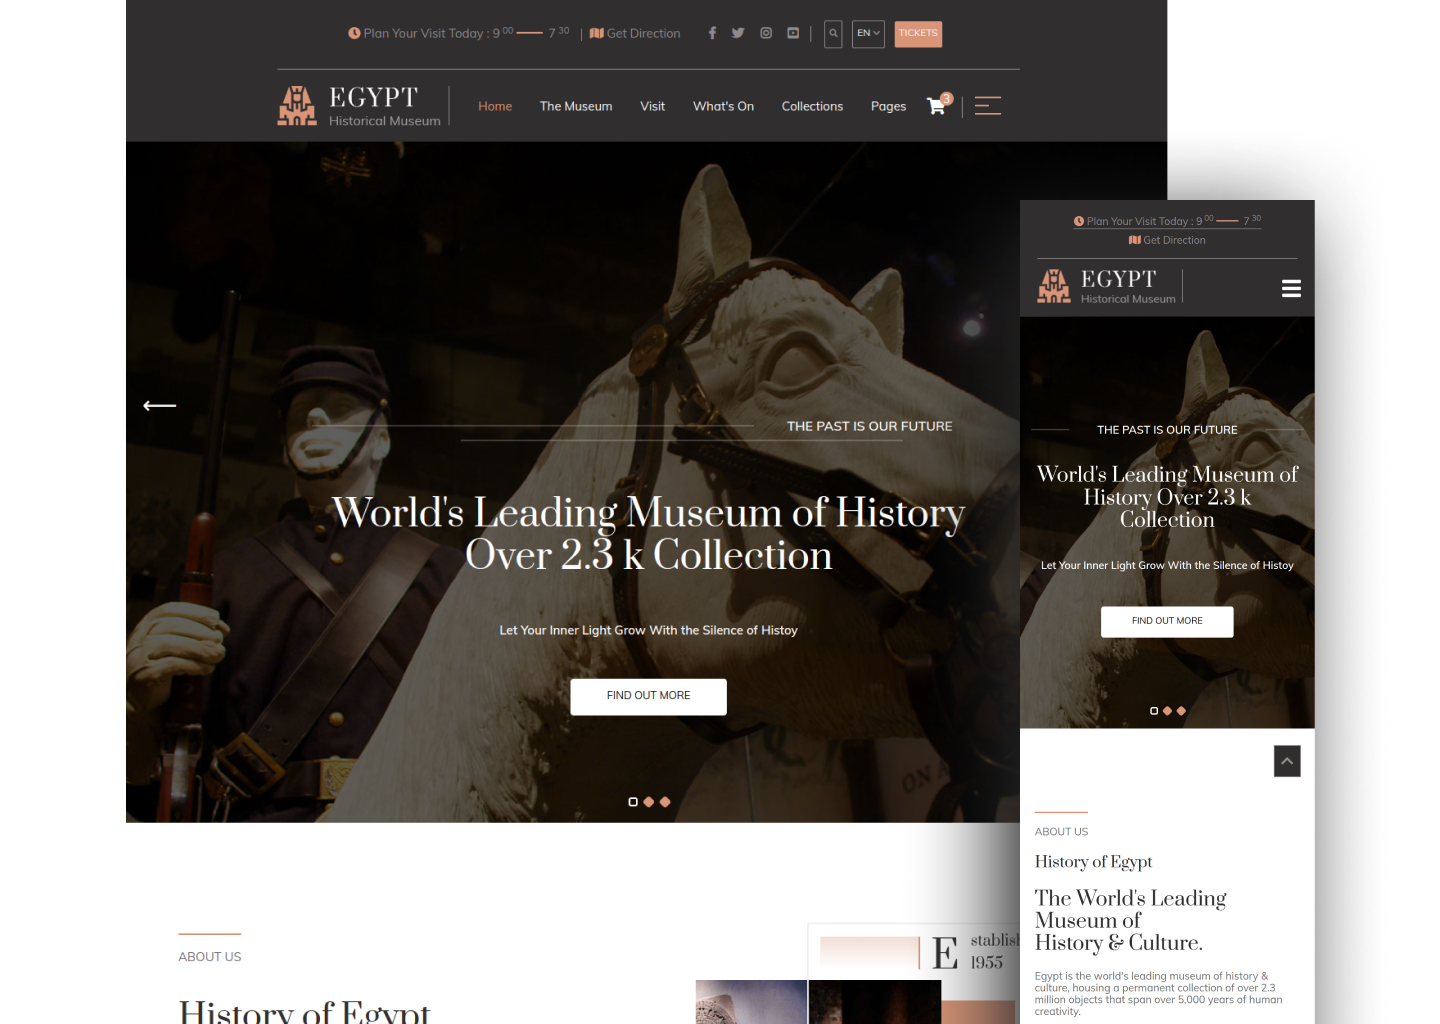 Plan Your Visit Today : 9 00 7 30 | Get Direction
EN
TICKETS
EGYPT
Historical Museum
Home The Museum Visit What's On Collections Pages 3
THE PAST IS OUR FUTURE
World's Leading Museum of History
Over 2.3 k Collection
Let Your Inner Light Grow With the Silence of Histoy
FIND OUT MORE
ABOUT US
History of Egypt
E
1955
Plan Your Visit Today : 9 00 7 30
Get Direction
EGYPT
Historical Museum
THE PAST IS OUR FUTURE
World's Leading Museum of
History Over 2.3 k
Collection
Let Your Inner Light Grow With the Silence of Histoy
FIND OUT MORE
ABOUT US
History of Egypt
The World's Leading
Museum of
History & Culture.
Egypt is the world's leading museum of history &
culture, housing a permanent collection of over 2.3
million objects that span over 5,000 years of human
creativity.